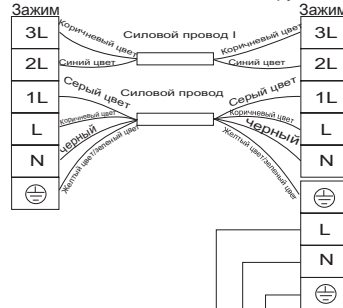 Зажим
Зажим
3L
Коричневый цвет
Силовой провод I
Коричневый цвет
3L
2L
Синий цвет
Синий цвет
2L
1L
Серый цвет
Силовой провод
Серый цвет
1L
L
Коричневый цвет
Коричневый цвет
L
N
черный
черный
N
Желтый цвет/зеленый цвет
Желтый цвет/зеленый цвет
L
N